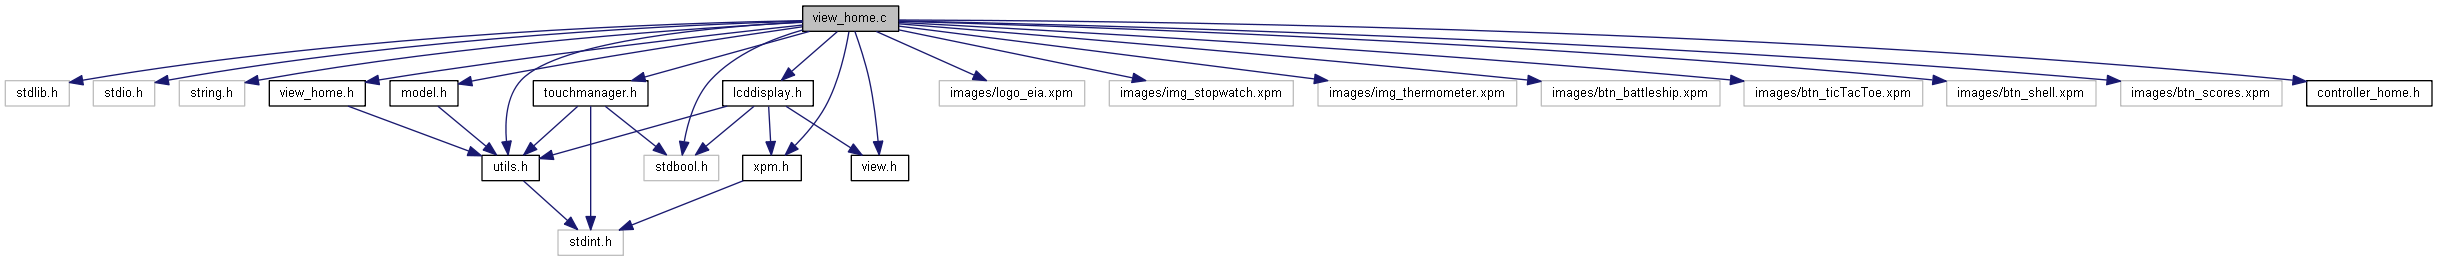 view_home.c
stdlib.h
stdio.h
string.h
view_home.h
model.h
touchmanager.h
lcddisplay.h
images/logo_eia.xpm
images/img_stopwatch.xpm
images/img_thermometer.xpm
images/btn_battleship.xpm
images/btn_ticTacToe.xpm
images/btn_shell.xpm
images/btn_scores.xpm
controller_home.h
utils.h
stdbool.h
xpm.h
view.h
stdint.h